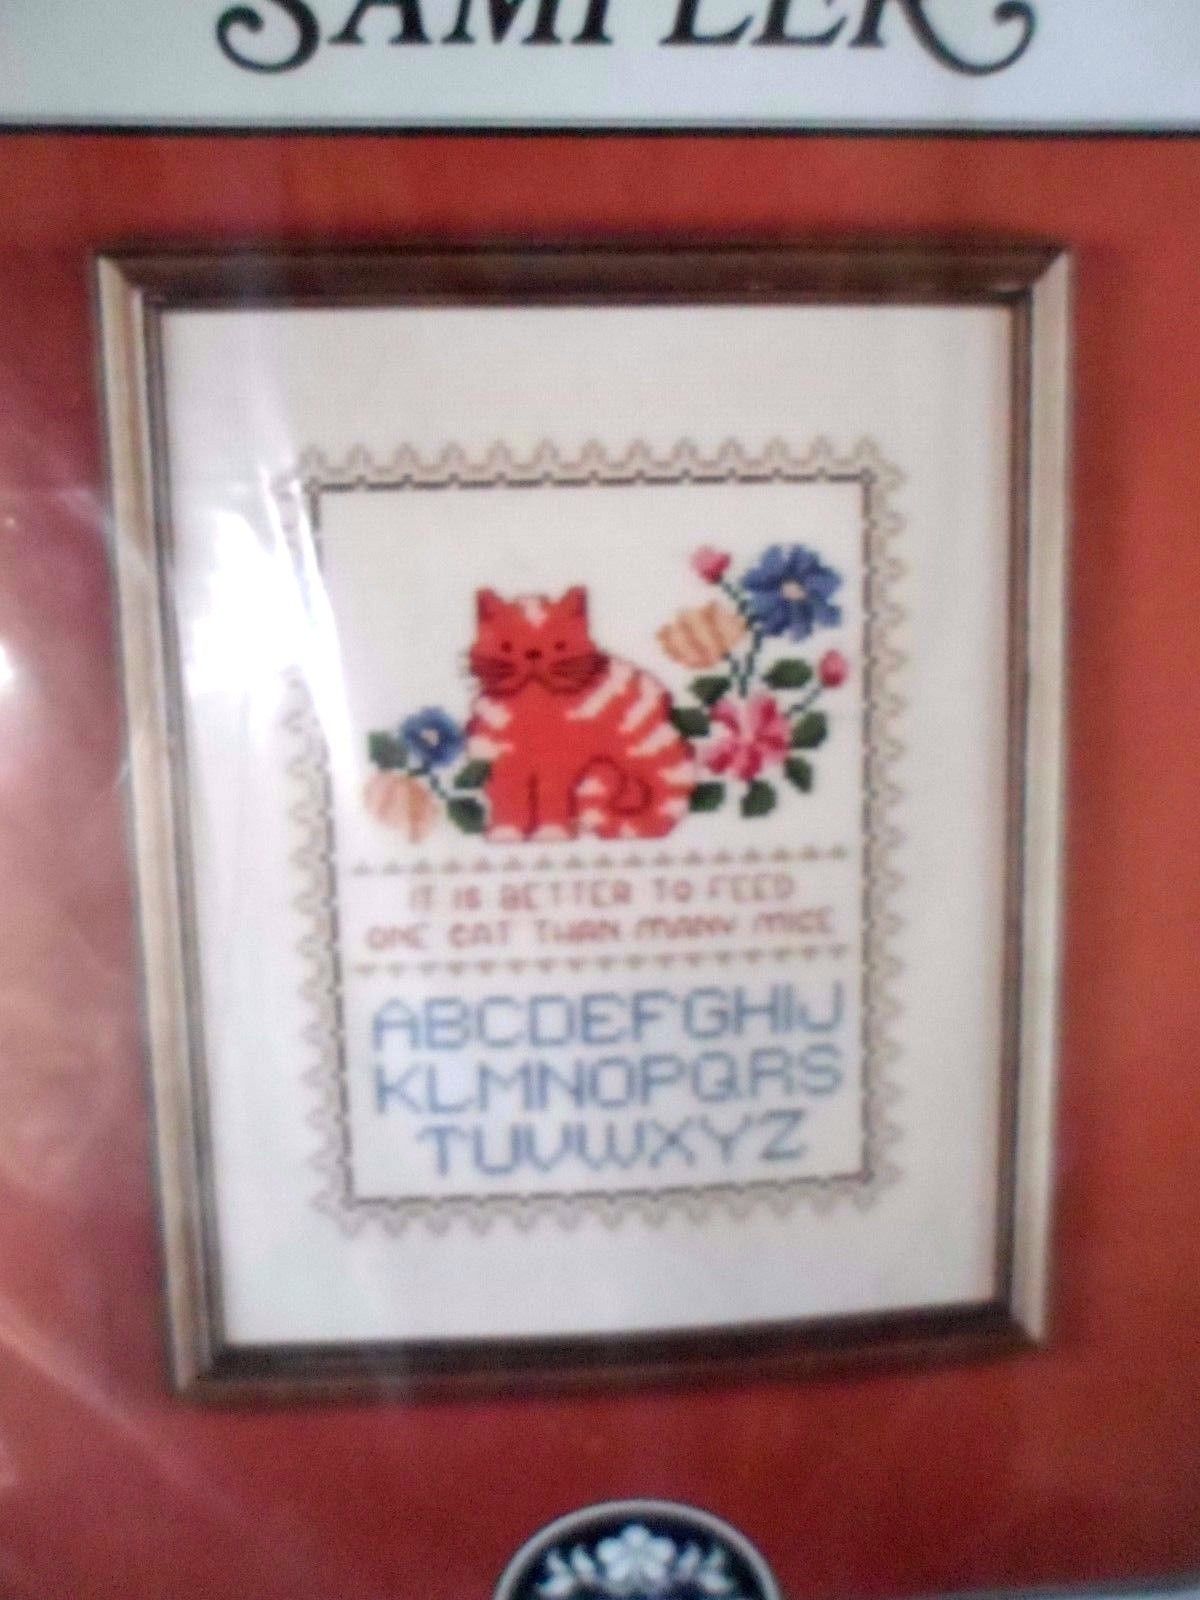 SAMPLER
IT IS BETTER TO FEED
ONE CAT THAN MANY MICE
ABCDEFGHIJ
KLMNOPQRS
TUVWXYZ